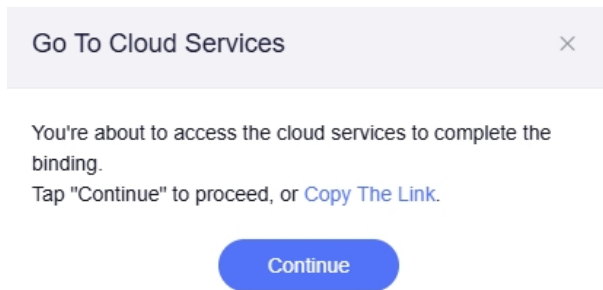 Go To Cloud Services
You're about to access the cloud services to complete the
binding.
Tap "Continue" to proceed, or Copy The Link.
Continue